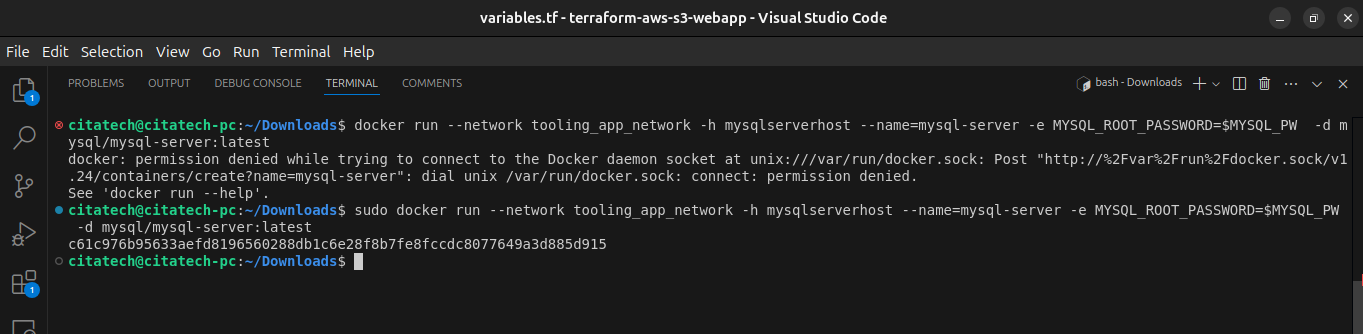 variables.tf - terraform-aws-s3-webapp - Visual Studio Code
File Edit Selection View Go Run Terminal Help
PROBLEMS OUTPUT DEBUG CONSOLE TERMINAL COMMENTS bash - Downloads
1
citatech@citatech-pc:~/Downloads$ docker run --network tooling_app_network -h mysqlserverhost --name=mysql-server -e MYSQL_ROOT_PASSWORD=$MYSQL_PW  -d m
ysql/mysql-server:latest
docker: permission denied while trying to connect to the Docker daemon socket at unix:///var/run/docker.sock: Post "http://%2Fvar%2Frun%2Fdocker.sock/v1
.24/containers/create?name=mysql-server": dial unix /var/run/docker.sock: connect: permission denied.
See 'docker run --help'.
citatech@citatech-pc:~/Downloads$ sudo docker run --network tooling_app_network -h mysqlserverhost --name=mysql-server -e MYSQL_ROOT_PASSWORD=$MYSQL_PW
 -d mysql/mysql-server:latest
c61c976b95633aefd8196560288db1c6e28f8b7fe8fccdc8077649a3d885d915
citatech@citatech-pc:~/Downloads$
1